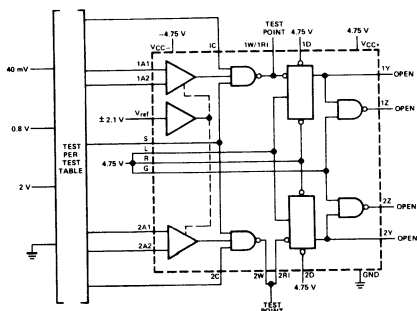 TEST POINT
-4.75 V
4.75 V
4.75 V
VCC-
IC
1W/1RI
1D
VCC+
1A1
1A2
1Y
OPEN
40 mV
1Z
OPEN
Vref
± 2.1 V
0.8 V
TEST PER TEST TABLE
S
L
R
G
4.75 V
2 V
2Z
OPEN
2A1
2A2
2Y
OPEN
2C
2W
2RI
2D
GND
4.75 V
TEST POINT